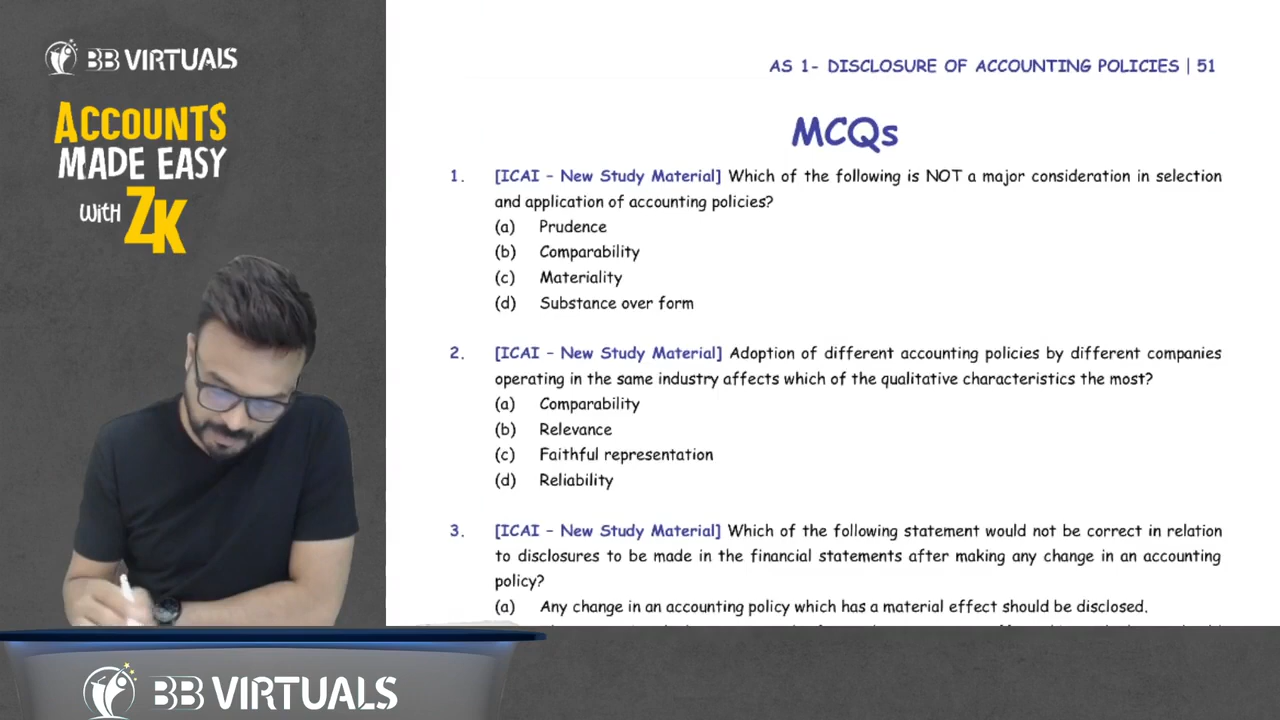 BB VIRTUALS
ACCOUNTS
MADE EASY
with ZK
AS 1- DISCLOSURE OF ACCOUNTING POLICIES | 51
MCQs
1. [ICAI – New Study Material] Which of the following is NOT a major consideration in selection
and application of accounting policies?
(a) Prudence
(b) Comparability
(c) Materiality
(d) Substance over form
2. [ICAI – New Study Material] Adoption of different accounting policies by different companies
operating in the same industry affects which of the qualitative characteristics the most?
(a) Comparability
(b) Relevance
(c) Faithful representation
(d) Reliability
3. [ICAI – New Study Material] Which of the following statement would not be correct in relation
to disclosures to be made in the financial statements after making any change in an accounting
policy?
(a) Any change in an accounting policy which has a material effect should be disclosed.
BB VIRTUALS